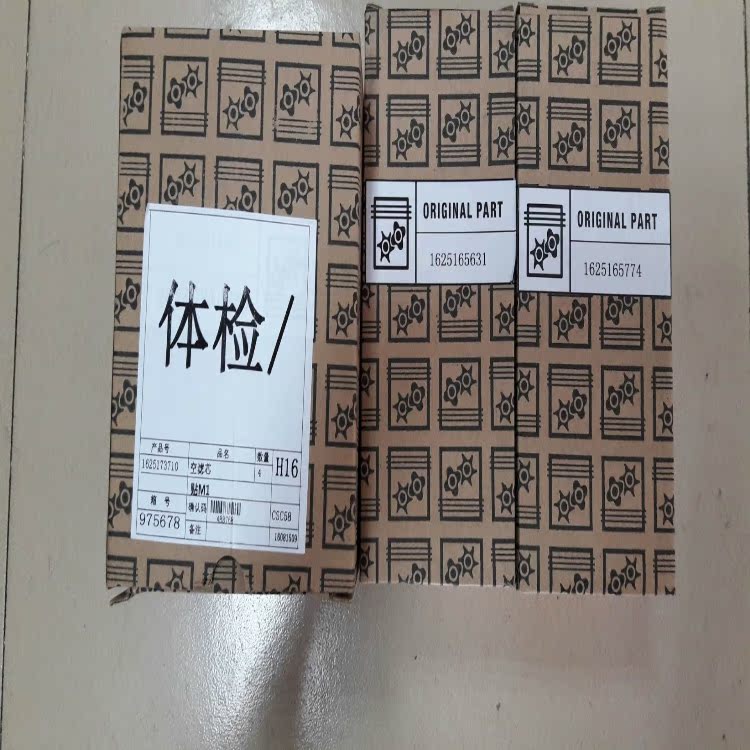 体检/
产品号 品名 数量 H16
1625173710 空滤芯 4
贴M1
箱 号 确认码 CSC58
975678 备注
ORIGINAL PART
1625165631
ORIGINAL PART
1625165774